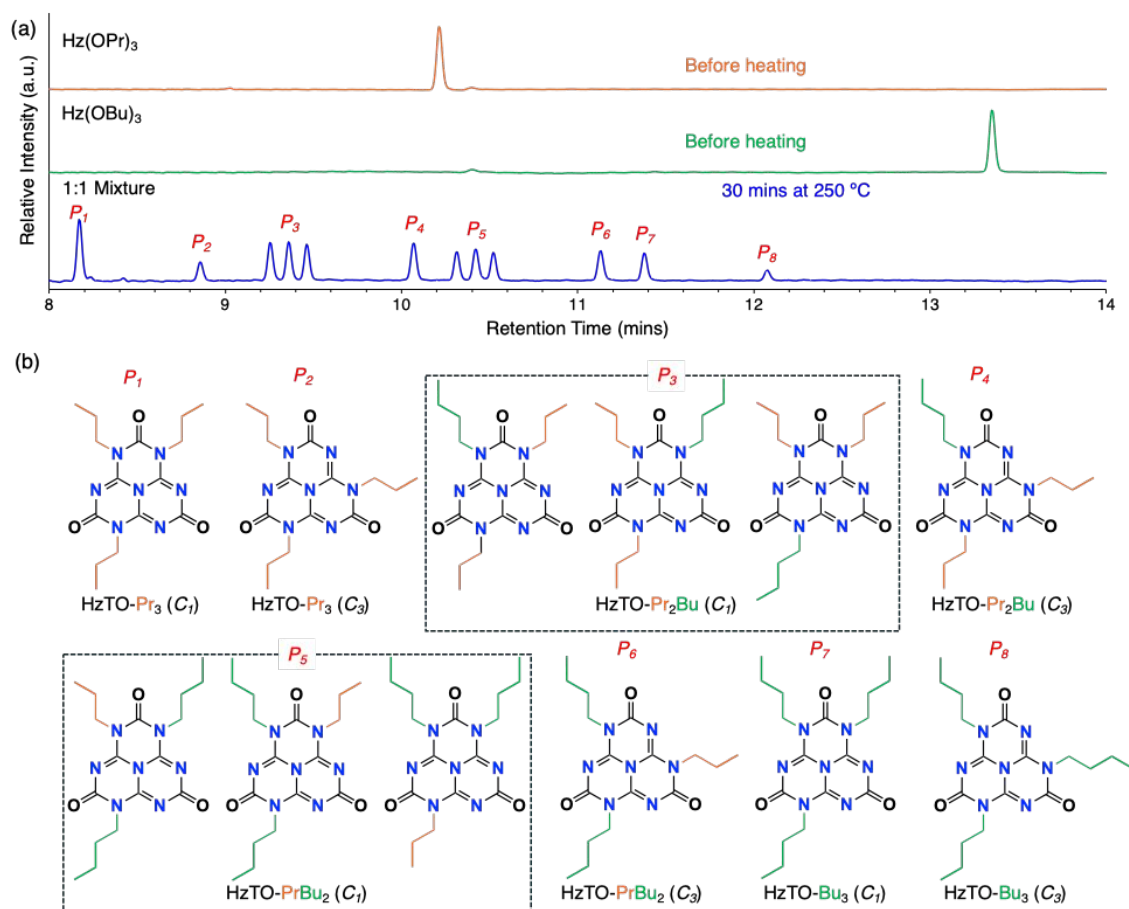 (a)
Hz(OPr)₃
Before heating
Hz(OBu)₃
Before heating
1:1 Mixture
30 mins at 250 ºC
P₁
P₂
P₃
P₄
P₅
P₆
P₇
P₈
Relative Intensity (a.u.)
8 9 10 11 12 13 14
Retention Time (mins)
(b)
P₁
P₂
P₃
P₄
O
O
O
O
O
N N
N N
N N
N N
N N
N N N
N N N
N N N
N N N
N N N
O N N O
O N N O
O N N O
O N N O
O N N O
HzTO-Pr₃ (C₁)
HzTO-Pr₃ (C₃)
HzTO-Pr₂Bu (C₁)
HzTO-Pr₂Bu (C₃)
P₅
P₆
P₇
P₈
O
O
O
O
O
O
N N
N N
N N
N N
N N
N N
N N N
N N N
N N N
N N N
N N N
N N N
O N N O
O N N O
O N N O
O N N O
O N N O
O N N O
HzTO-PrBu₂ (C₁)
HzTO-PrBu₂ (C₃)
HzTO-Bu₃ (C₁)
HzTO-Bu₃ (C₃)